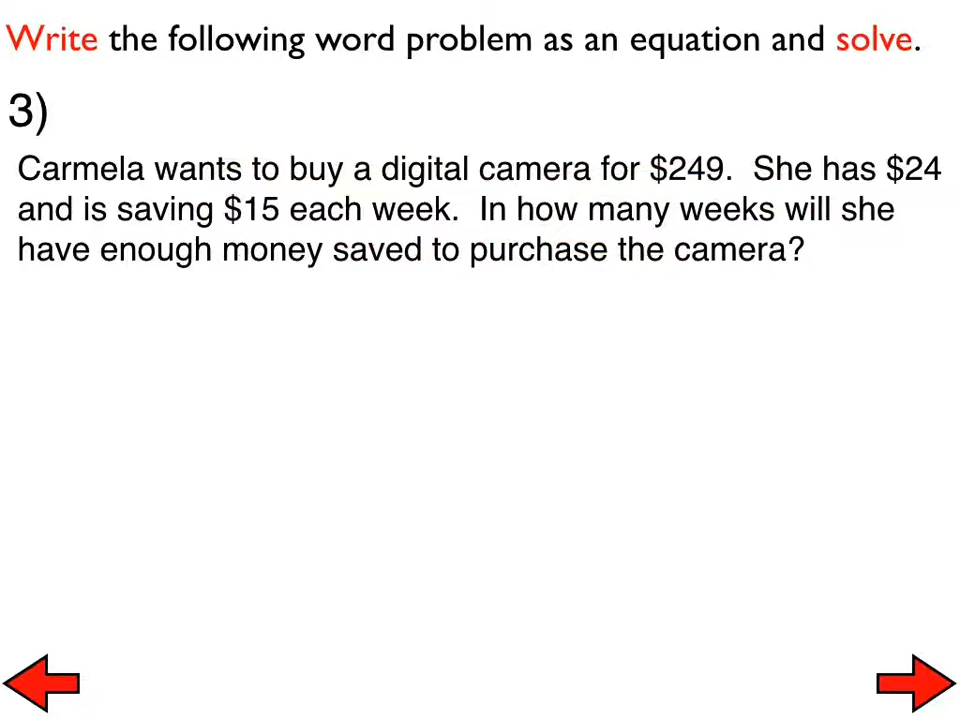 Write the following word problem as an equation and solve.
3)
Carmela wants to buy a digital camera for $249.  She has $24
and is saving $15 each week.  In how many weeks will she
have enough money saved to purchase the camera?